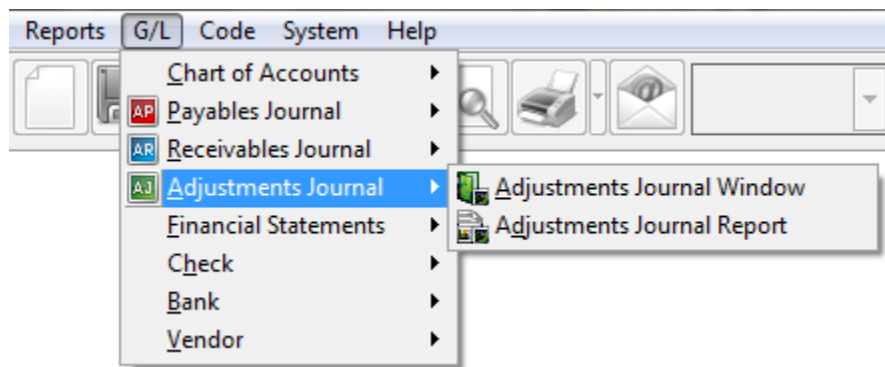 Reports G/L Code System Help
Chart of Accounts
AP Payables Journal
AR Receivables Journal
AJ Adjustments Journal
Adjustments Journal Window
Adjustments Journal Report
Financial Statements
Check
Bank
Vendor